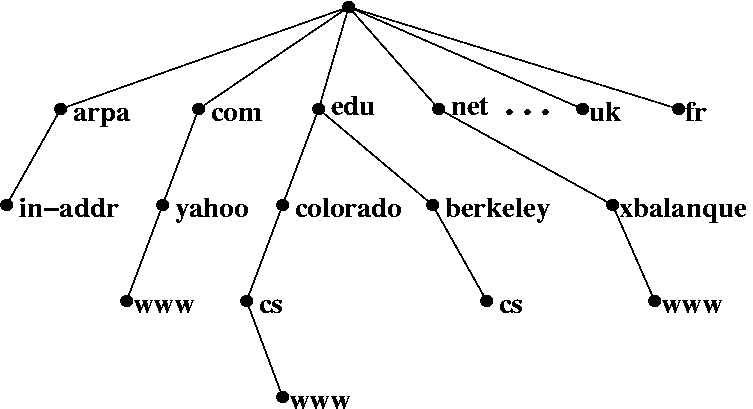 arpa com edu net ... uk fr
in-addr yahoo colorado berkeley xbalanque
www cs cs www
www